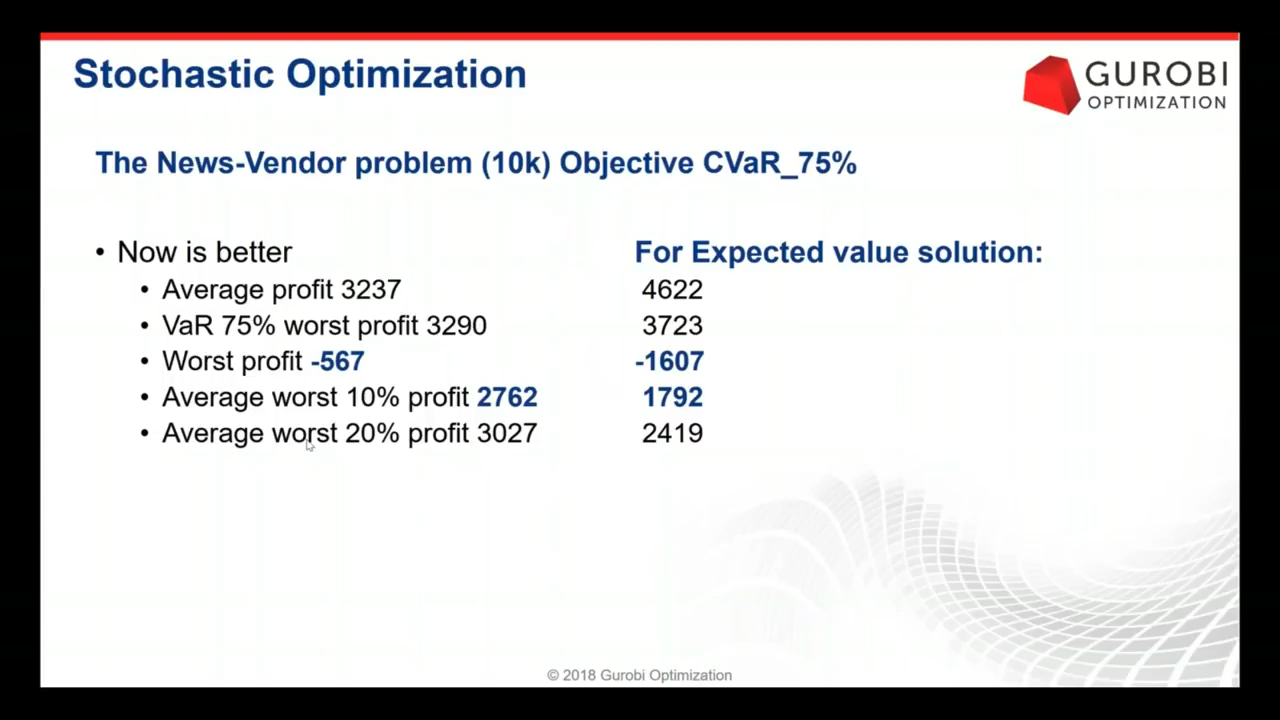 Stochastic Optimization
GUROBI
OPTIMIZATION
The News-Vendor problem (10k) Objective CVaR_75%
• Now is better
For Expected value solution:
• Average profit 3237
4622
• VaR 75% worst profit 3290
3723
• Worst profit -567
-1607
• Average worst 10% profit 2762
1792
• Average worst 20% profit 3027
2419
© 2018 Gurobi Optimization